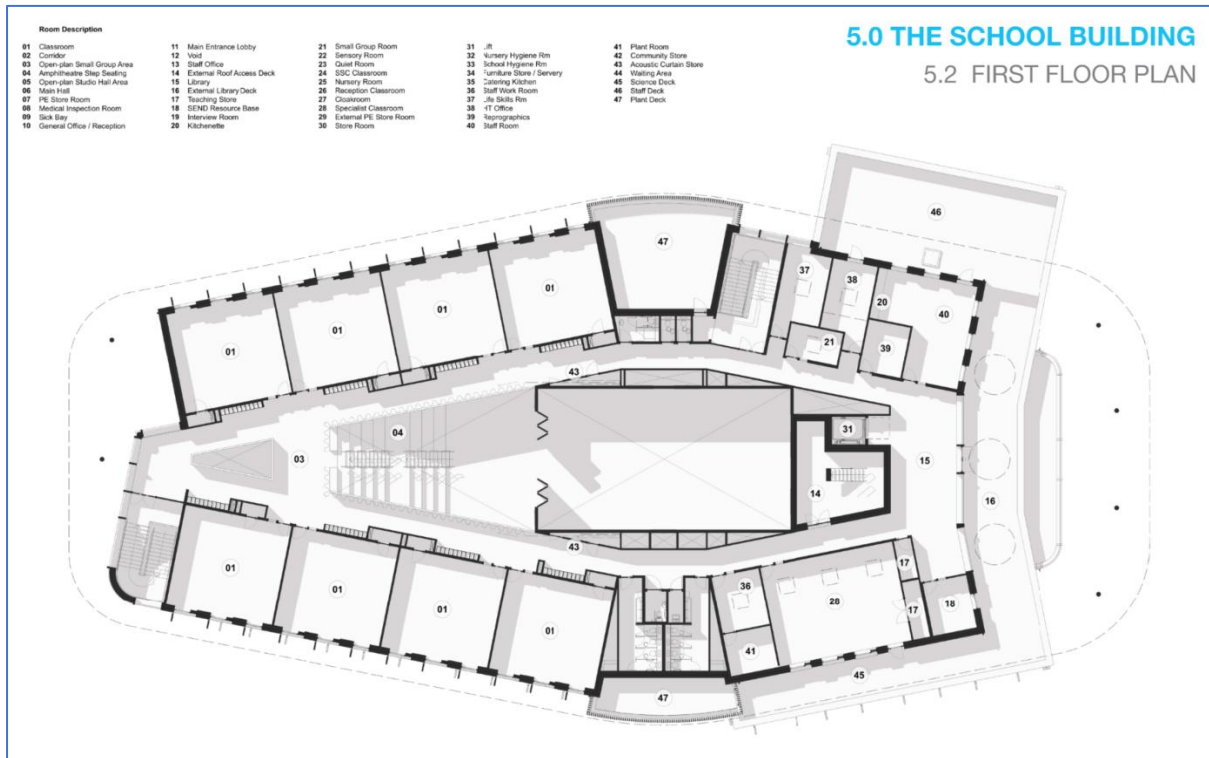 5.0 THE SCHOOL BUILDING
5.2 FIRST FLOOR PLAN
Room Description
01 Classroom
02 Corridor
03 Open-plan Small Group Area
04 Amphitheatre Step Seating
05 Open-plan Studio Hall Area
06 Main Hall
07 PE Store Room
08 Medical Inspection Room
09 Sick Bay
10 General Office / Reception
11 Main Entrance Lobby
12 Void
13 Staff Office
14 External Roof Access Deck
15 Library
16 External Library Deck
17 Teaching Store
18 SEND Resource Base
19 Interview Room
20 Kitchenette
21 Small Group Room
22 Sensory Room
23 Quiet Room
24 SSC Classroom
25 Nursery Room
26 Reception Classroom
27 Cloakroom
28 Specialist Classroom
29 External PE Store Room
30 Store Room
31 Lift
32 Nursery Hygiene Rm
33 School Hygiene Rm
34 Furniture Store / Servery
35 Catering Kitchen
36 Staff Work Room
37 Life Skills Rm
38 HT Office
39 Reprographics
40 Staff Room
41 Plant Room
42 Community Store
43 Acoustic Curtain Store
44 Waiting Area
45 Science Deck
46 Staff Deck
47 Plant Deck
46
47
37
38
20
40
01
01
01
01
21
39
43
04
31
03
15
14
16
43
17
01
01
01
01
36
28
17
18
41
45
47